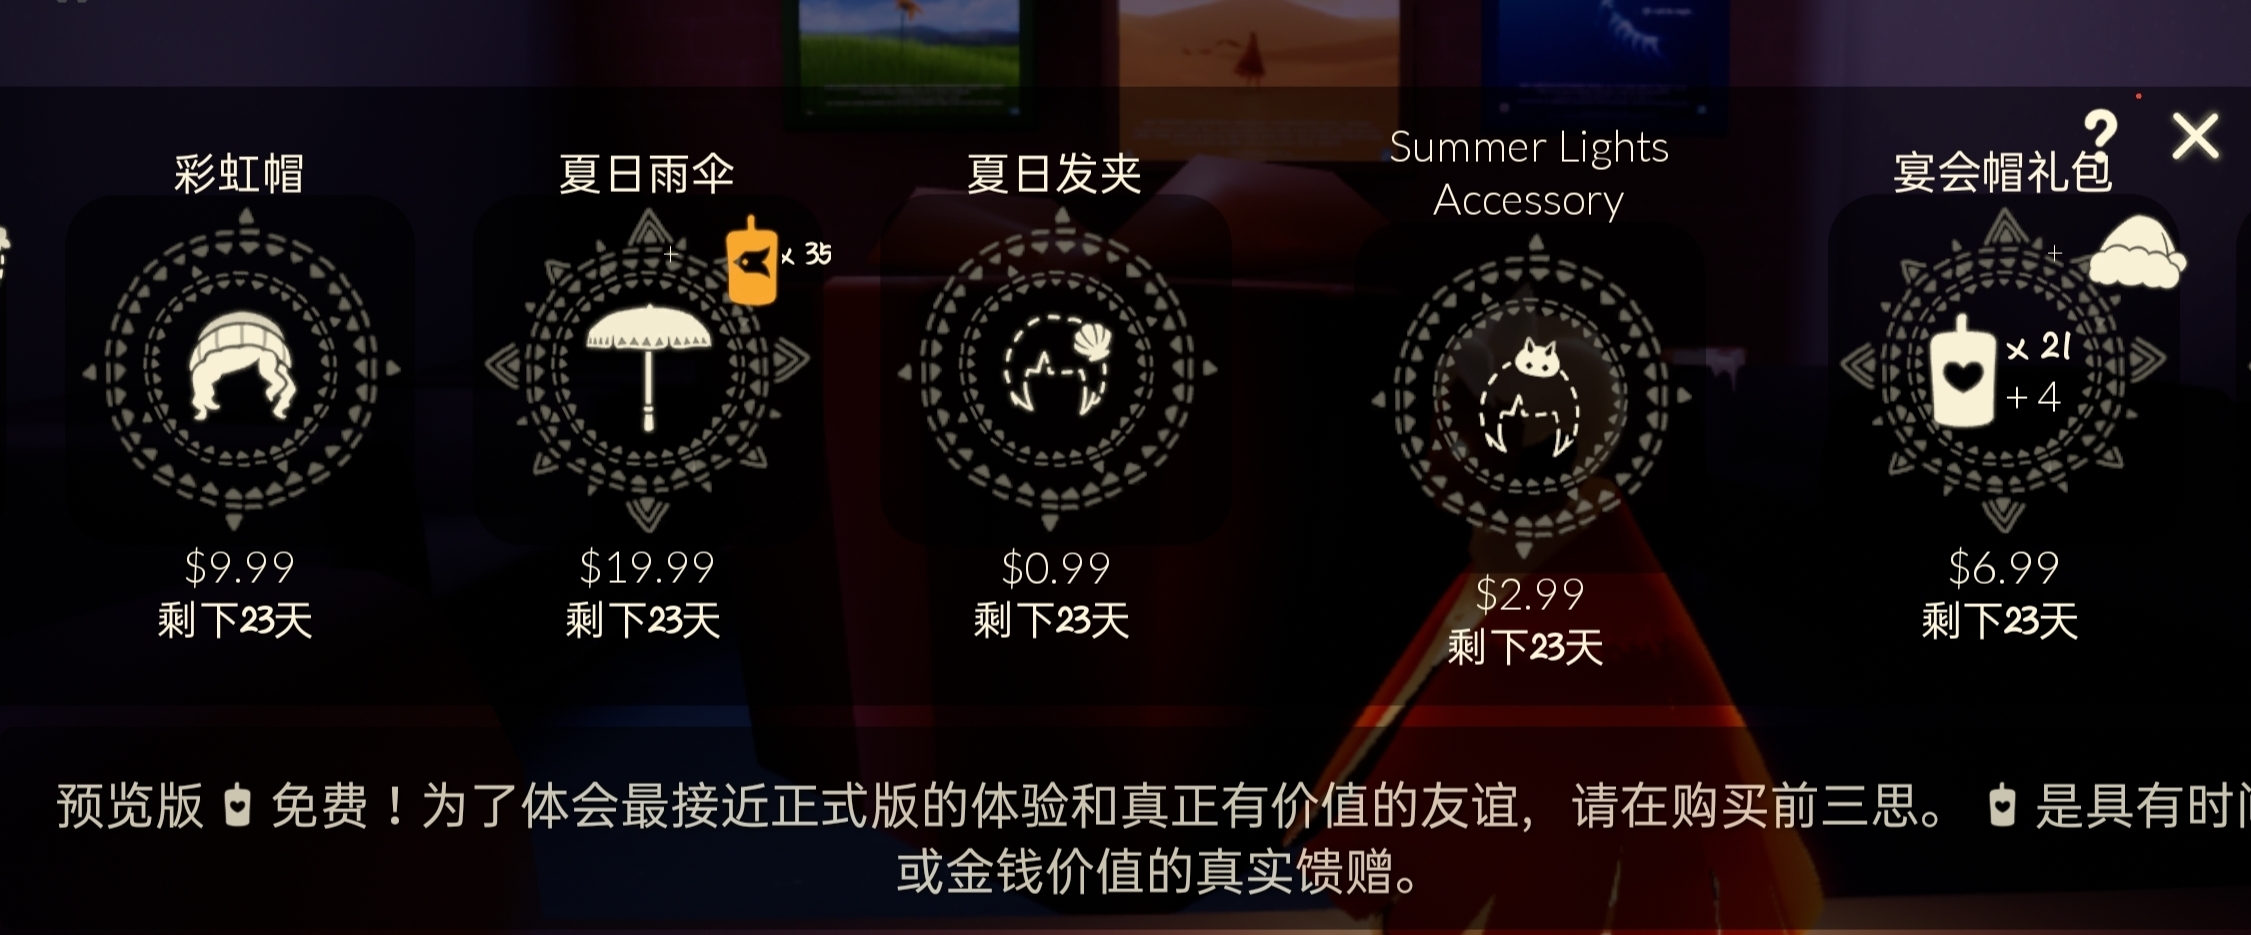 彩虹帽
夏日雨伞
夏日发夹
Summer Lights
Accessory
宴会帽礼包
?
+
x 35
+
x 21
+ 4
$9.99
剩下23天
$19.99
剩下23天
$0.99
剩下23天
$2.99
剩下23天
$6.99
剩下23天
预览版 免费！为了体会最接近正式版的体验和真正有价值的友谊，请在购买前三思。 是具有时间
或金钱价值的真实馈赠。